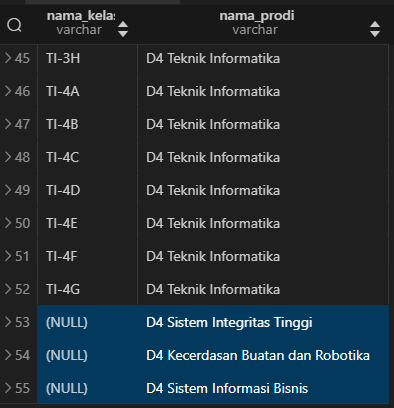 nama_kelas nama_prodi
varchar varchar
45 TI-3H D4 Teknik Informatika
46 TI-4A D4 Teknik Informatika
47 TI-4B D4 Teknik Informatika
48 TI-4C D4 Teknik Informatika
49 TI-4D D4 Teknik Informatika
50 TI-4E D4 Teknik Informatika
51 TI-4F D4 Teknik Informatika
52 TI-4G D4 Teknik Informatika
53 (NULL) D4 Sistem Integritas Tinggi
54 (NULL) D4 Kecerdasan Buatan dan Robotika
55 (NULL) D4 Sistem Informasi Bisnis